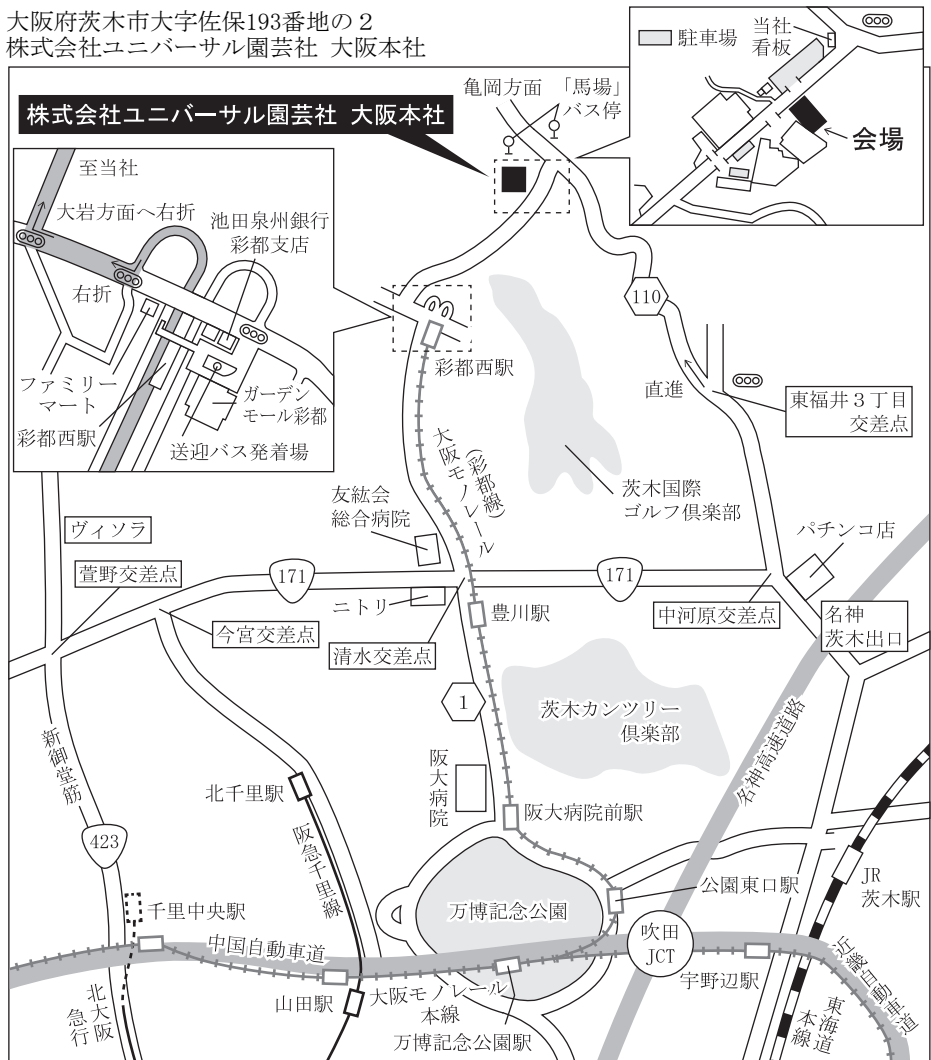 大阪府茨木市大字佐保193番地の２
株式会社ユニバーサル園芸社 大阪本社
駐車場
当社
看板
会場
亀岡方面
「馬場」
バス停
株式会社ユニバーサル園芸社 大阪本社
至当社
大岩方面へ右折
池田泉州銀行
彩都支店
右折
ファミリー
マート
彩都西駅
ガーデン
モール彩都
送迎バス発着場
110
彩都西駅
直進
東福井３丁目
交差点
大阪モノレール
（彩都線）
茨木国際
ゴルフ倶楽部
友紘会
総合病院
パチンコ店
ヴィソラ
萱野交差点
171
171
ニトリ
豊川駅
中河原交差点
名神
茨木出口
今宮交差点
清水交差点
1
茨木カンツリー
倶楽部
名神高速道路
新御堂筋
阪大病院
北千里駅
阪大病院前駅
423
阪急千里線
JR
茨木駅
公園東口駅
千里中央駅
万博記念公園
吹田
JCT
中国自動車道
宇野辺駅
近畿自動車道
北大阪
急行
山田駅
大阪モノレール
本線
万博記念公園駅
東海道
本線